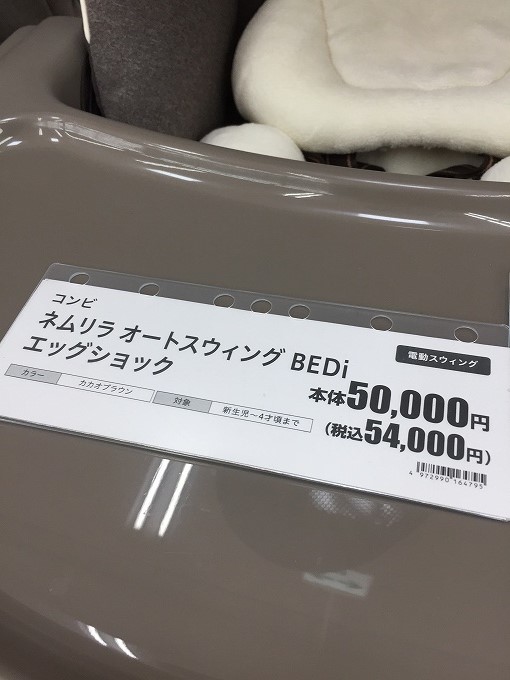 コンビ
ネムリラ オートスウィング BEDi
エッグショック
電動スウィング
カラー カカオブラウン 対象 新生児～4才頃まで
本体50,000円
(税込54,000円)
4 972990 164795